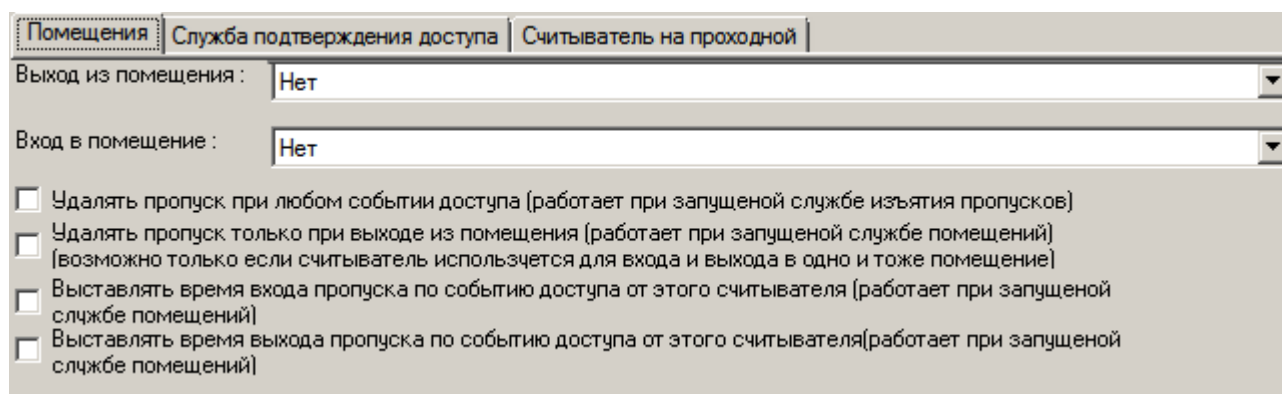 Помещения Служба подтверждения доступа Считыватель на проходной
Выход из помещения : Нет
Вход в помещение : Нет
Удалять пропуск при любом событии доступа (работает при запущеной службе изъятия пропусков)
Удалять пропуск только при выходе из помещения (работает при запущеной службе помещений)
(возможно только если считыватель использчется для входа и выхода в одно и тоже помещение)
Выставлять время входа пропуска по событию доступа от этого считывателя (работает при запущеной
службе помещений)
Выставлять время выхода пропуска по событию доступа от этого считывателя(работает при запущеной
службе помещений)